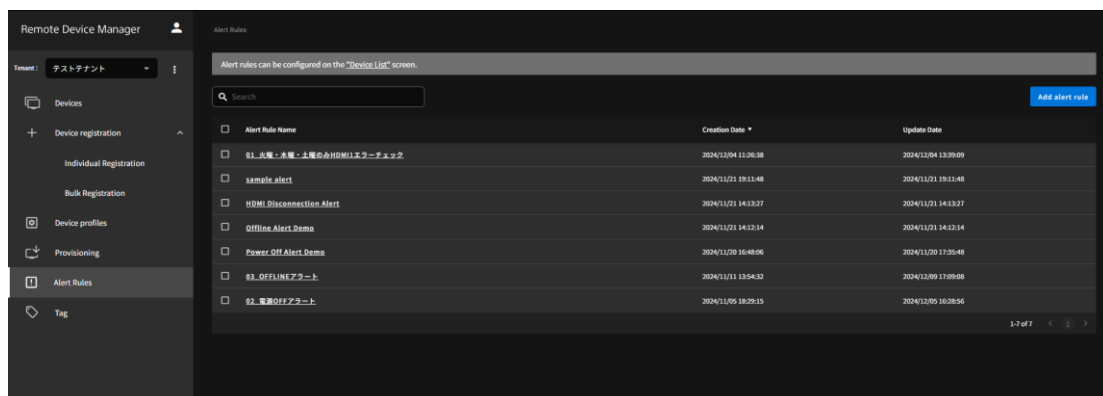 Remote Device Manager
Alert Rules
Tenant : テストテナント
Alert rules can be configured on the "Device List" screen.
Devices
Search
Add alert rule
Device registration
Alert Rule Name Creation Date Update Date
01_火曜・木曜・土曜のみHDMI1エラーチェック 2024/12/04 11:26:38 2024/12/04 13:39:09
Individual Registration
sample alert 2024/11/21 19:11:48 2024/11/21 19:11:48
Bulk Registration
HDMI Disconnection Alert 2024/11/21 14:13:27 2024/11/21 14:13:27
Device profiles
Offline Alert Demo 2024/11/21 14:12:14 2024/11/21 14:12:14
Provisioning
Power Off Alert Demo 2024/11/20 16:48:06 2024/11/20 17:35:48
Alert Rules
03_OFFLINEアラート 2024/11/11 13:54:32 2024/12/09 17:09:08
02_電源OFFアラート 2024/11/05 18:29:15 2024/12/05 16:28:56
Tag
1-7 of 7 < 1 >